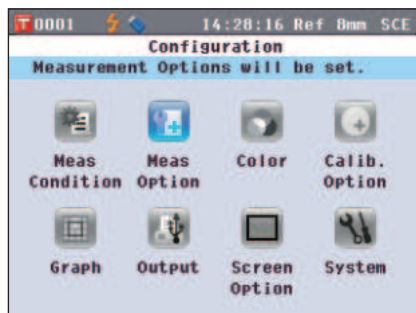 T0001 14:28:16 Ref 8mm SCE
Configuration
Measurement Options will be set.
Meas Condition
Meas Option
Color
Calib. Option
Graph
Output
Screen Option
System